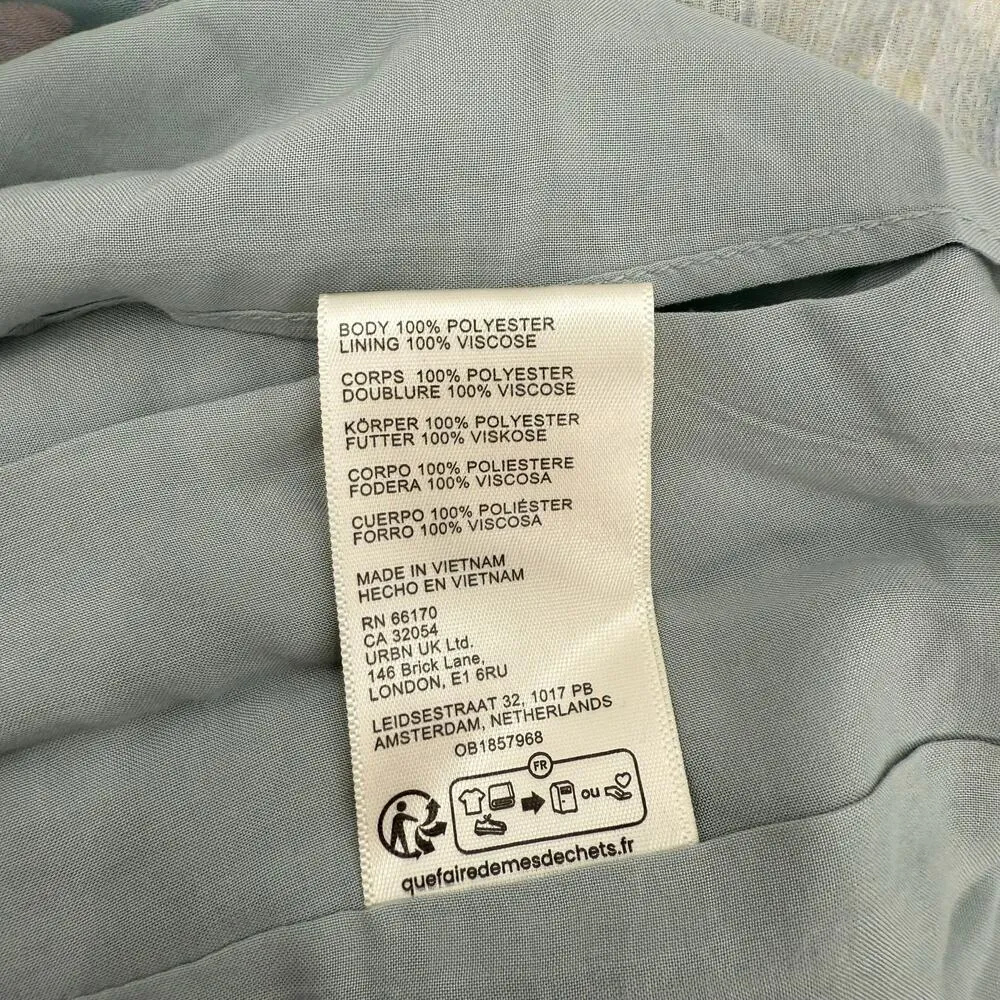 BODY 100% POLYESTER
LINING 100% VISCOSE
CORPS 100% POLYESTER
DOUBLURE 100% VISCOSE
KÖRPER 100% POLYESTER
FUTTER 100% VISKOSE
CORPO 100% POLIESTERE
FODERA 100% VISCOSA
CUERPO 100% POLIÉSTER
FORRO 100% VISCOSA
MADE IN VIETNAM
HECHO EN VIETNAM
RN 66170
CA 32054
URBN UK Ltd.
146 Brick Lane,
LONDON, E1 6RU
LEIDSESTRAAT 32, 1017 PB
AMSTERDAM, NETHERLANDS
OB1857968
FR
ou
quefairedemesdechets.fr